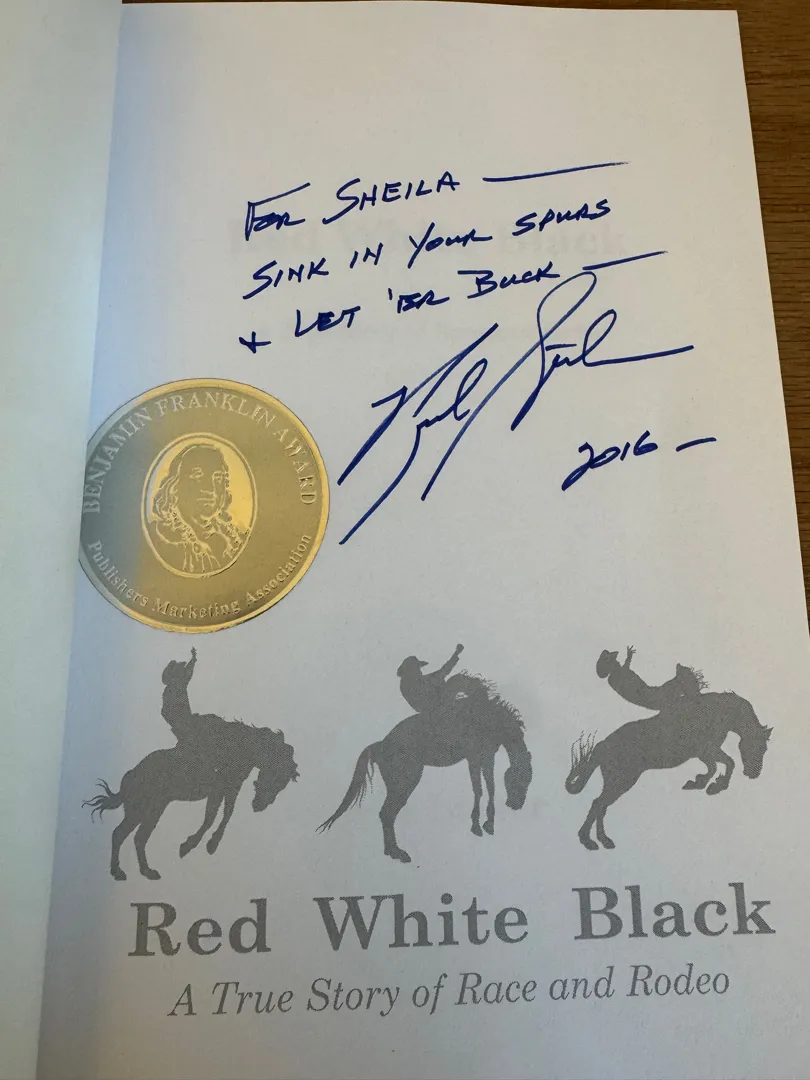 FOR SHEILA —
SINK IN YOUR SPURS
+ LET 'ER BUCK —
2016 —
BENJAMIN FRANKLIN AWARD
Publishers Marketing Association
Red White Black
A True Story of Race and Rodeo